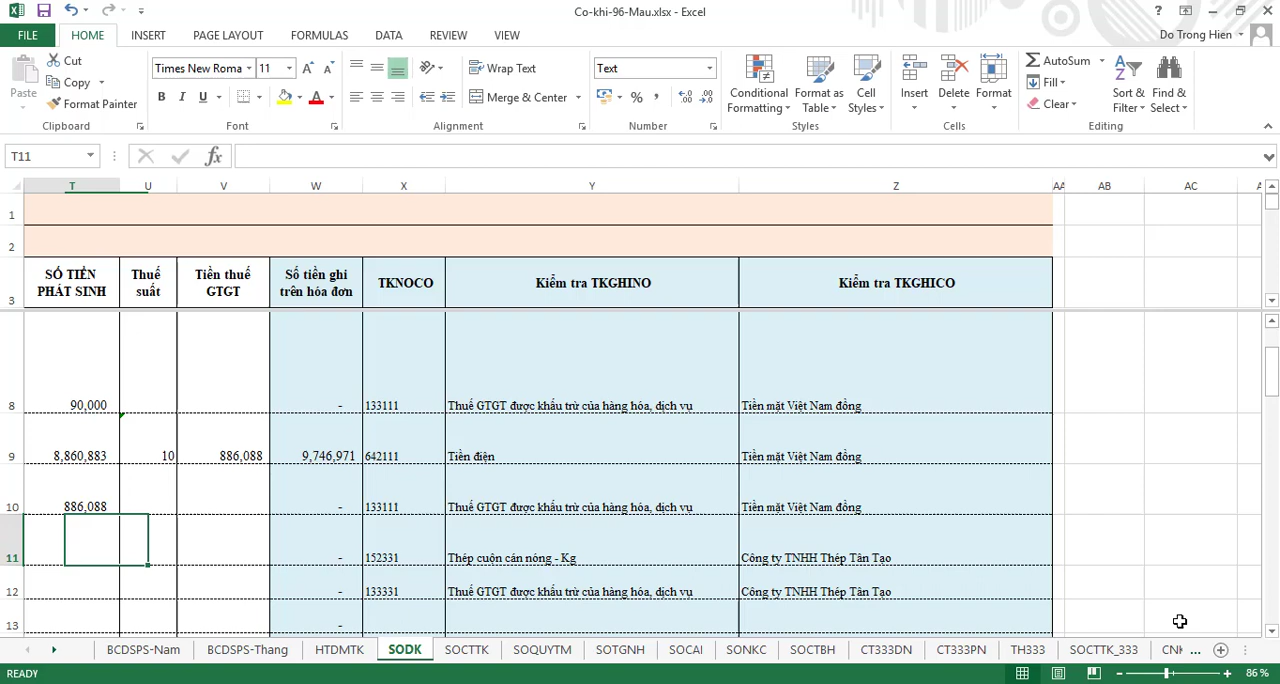 Co-khi-96-Mau.xlsx - Excel
?
FILE HOME INSERT PAGE LAYOUT FORMULAS DATA REVIEW VIEW
Do Trong Hien
Paste
Cut
Copy
Format Painter
Clipboard
Times New Roma 11
B I U
Font
Wrap Text
Merge & Center
Alignment
Text
%
Number
Conditional Formatting
Format as Table
Cell Styles
Styles
Insert Delete Format
Cells
AutoSum
Fill
Clear
Sort & Filter
Find & Select
Editing
T11
fx
T U V W X Y Z AA AB AC
1
2
3 SỐ TIỀN PHÁT SINH Thuế suất Tiền thuế GTGT Số tiền ghi trên hóa đơn TKNOCO Kiểm tra TKGHINO Kiểm tra TKGHICO
8 90,000 - 133111 Thuế GTGT được khấu trừ của hàng hóa, dịch vụ Tiền mặt Việt Nam đồng
9 8,860,883 10 886,088 9,746,971 642111 Tiền điện Tiền mặt Việt Nam đồng
10 886,088 - 133111 Thuế GTGT được khấu trừ của hàng hóa, dịch vụ Tiền mặt Việt Nam đồng
11 - 152331 Thép cuộn cán nóng - Kg Công ty TNHH Thép Tân Tạo
12 - 133331 Thuế GTGT được khấu trừ của hàng hóa, dịch vụ Công ty TNHH Thép Tân Tạo
13 -
BCDSPS-Nam BCDSPS-Thang HTDMTK SODK SOCTTK SOQUYTM SOTGNH SOCAI SONKC SOCTBH CT333DN CT333PN TH333 SOCTTK_333 CNK ...
READY
86 %